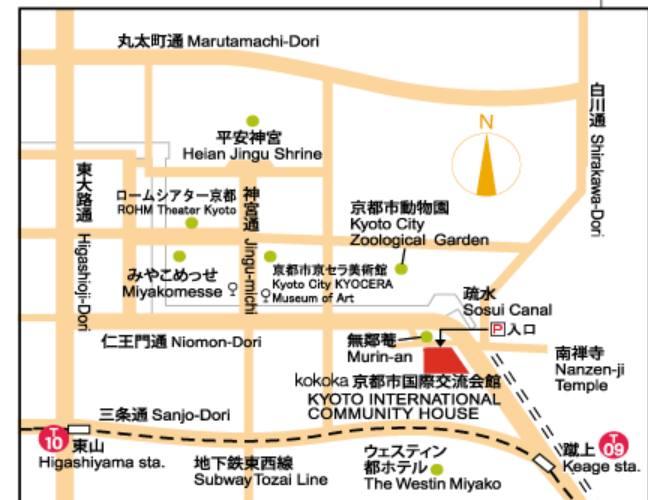 丸太町通 Marutamachi-Dori
白川通 Shirakawa-Dori
N
平安神宮
Heian Jingu Shrine
東大路通 Higashioji-Dori
ロームシアター京都
ROHM Theater Kyoto
神宮通 Jingu-michi
京都市動物園
Kyoto City
Zoological Garden
みやこめっせ
Miyakomesse
京都市京セラ美術館
Kyoto City KYOCERA
Museum of Art
疏水
Sosui Canal
P入口
仁王門通 Niomon-Dori
無鄰菴
Murin-an
南禅寺
Nanzen-ji
Temple
kokoka 京都市国際交流会館
KYOTO INTERNATIONAL
COMMUNITY HOUSE
三条通 Sanjo-Dori
T
10
東山
Higashiyama sta.
地下鉄東西線
Subway Tozai Line
ウェスティン
都ホテル
The Westin Miyako
蹴上
Keage sta.
T
09